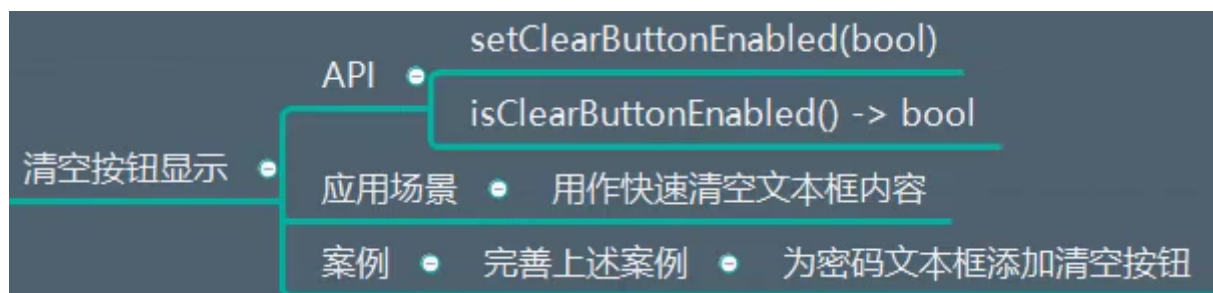 setClearButtonEnabled(bool)
API
isClearButtonEnabled() -> bool
清空按钮显示
应用场景 用作快速清空文本框内容
案例 完善上述案例 为密码文本框添加清空按钮